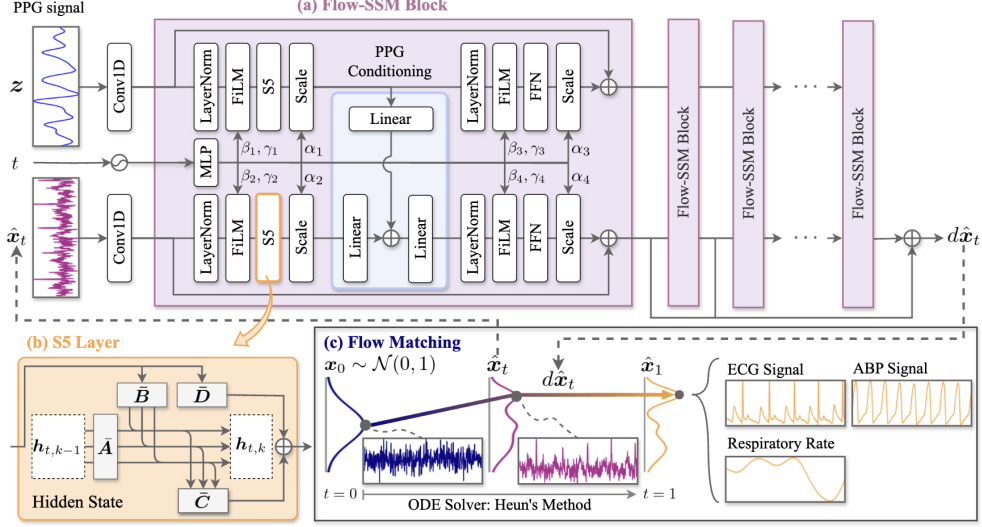 PPG signal
(a) Flow-SSM Block
z
Conv1D
LayerNorm
FiLM
S5
Scale
PPG
Conditioning
Linear
LayerNorm
FiLM
FFN
Scale
Flow-SSM Block
Flow-SSM Block
Flow-SSM Block
t
MLP
β₁, γ₁
α₁
β₂, γ₂
α₂
β₃, γ₃
α₃
β₄, γ₄
α₄
x̂ₜ
Conv1D
LayerNorm
FiLM
S5
Scale
Linear
Linear
LayerNorm
FiLM
FFN
Scale
dx̂ₜ
(b) S5 Layer
B̄
D̄
hₜ,ₖ₋₁
Ā
hₜ,ₖ
C̄
Hidden State
(c) Flow Matching
x₀ ∼ 𝒩(0, 1)
x̂ₜ
dx̂ₜ
x̂₁
t = 0
ODE Solver: Heun's Method
t = 1
ECG Signal
ABP Signal
Respiratory Rate